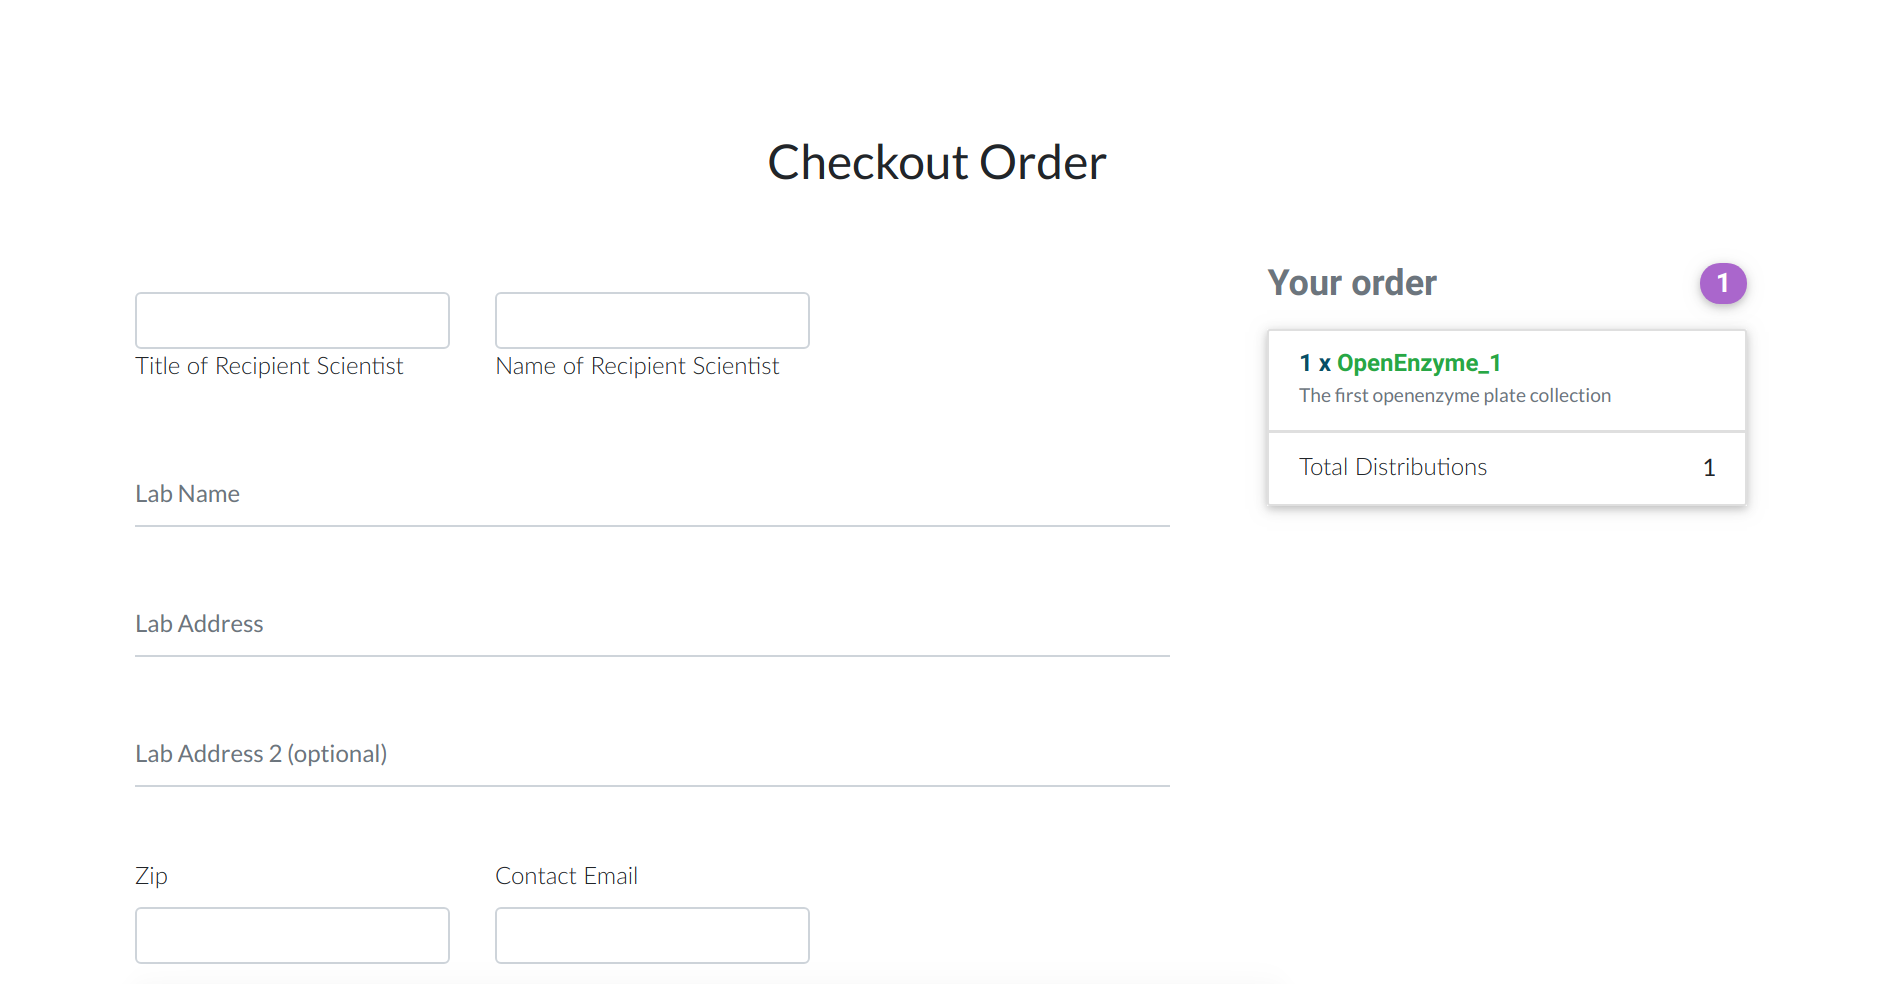 Checkout Order
Your order 1
Title of Recipient Scientist Name of Recipient Scientist
1 x OpenEnzyme_1
The first openenzyme plate collection
Total Distributions 1
Lab Name
Lab Address
Lab Address 2 (optional)
Zip Contact Email